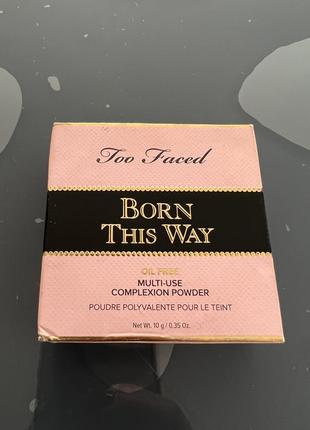 Too Faced
BORN
THIS WAY
OIL FREE
MULTI-USE
COMPLEXION POWDER
POUDRE POLYVALENTE POUR LE TEINT
Net Wt. 10 g / 0.35 Oz.